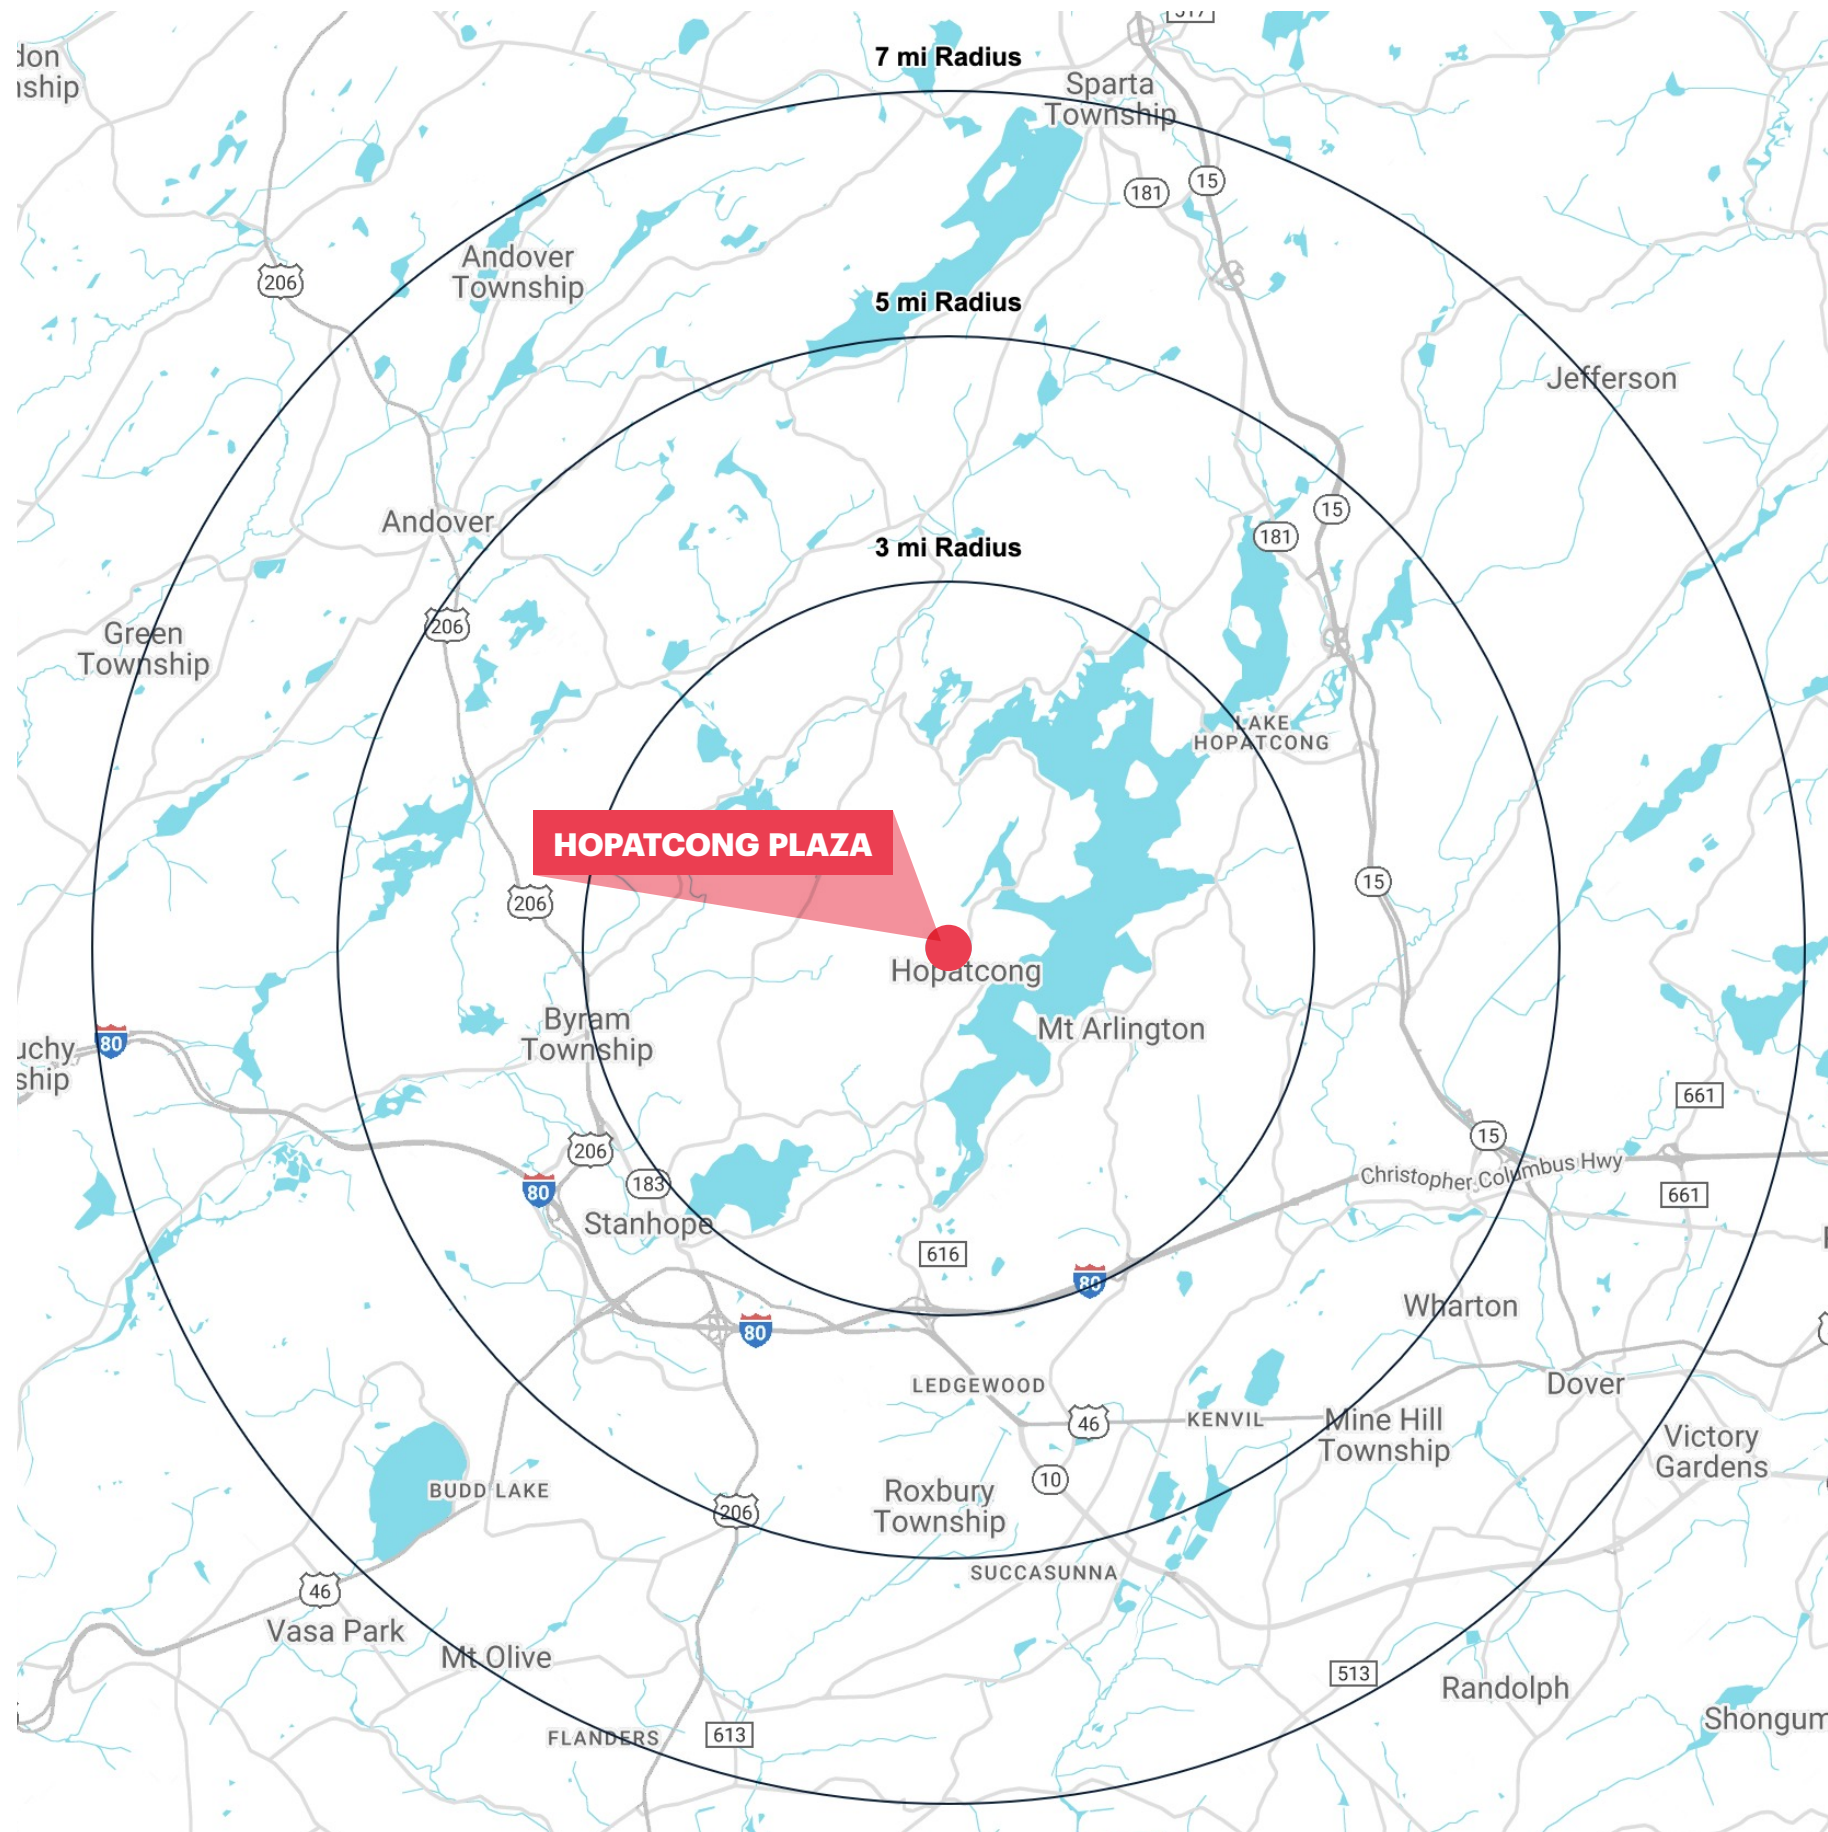 517
7 mi Radius
Sparta
Township
181
15
Andover
Township
206
5 mi Radius
Jefferson
Andover
15
181
3 mi Radius
206
Green
Township
LAKE
HOPATCONG
HOPATCONG PLAZA
15
206
Hopatcong
Byram
Township
Mt Arlington
80
661
15
206
Christopher Columbus Hwy
183
80
661
Stanhope
616
80
Wharton
80
LEDGEWOOD
Dover
46
KENVIL
Mine Hill
Township
Victory
Gardens
10
BUDD LAKE
Roxbury
Township
206
SUCCASUNNA
46
Vasa Park
Mt Olive
513
Randolph
Shongum
FLANDERS
613